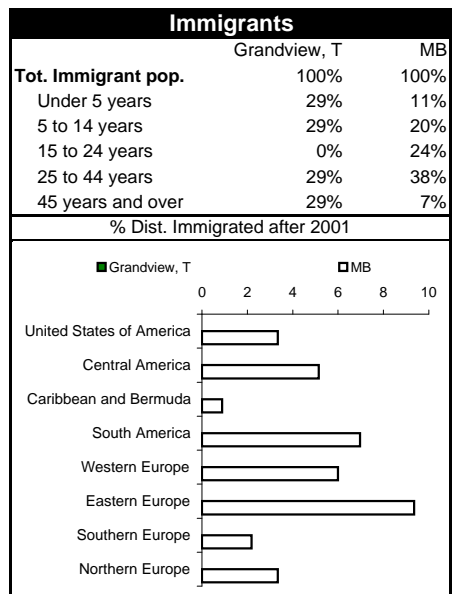 Immigrants
Grandview, T MB
Tot. Immigrant pop. 100% 100%
Under 5 years 29% 11%
5 to 14 years 29% 20%
15 to 24 years 0% 24%
25 to 44 years 29% 38%
45 years and over 29% 7%
% Dist. Immigrated after 2001
Grandview, T MB
0 2 4 6 8 10
United States of America
Central America
Caribbean and Bermuda
South America
Western Europe
Eastern Europe
Southern Europe
Northern Europe